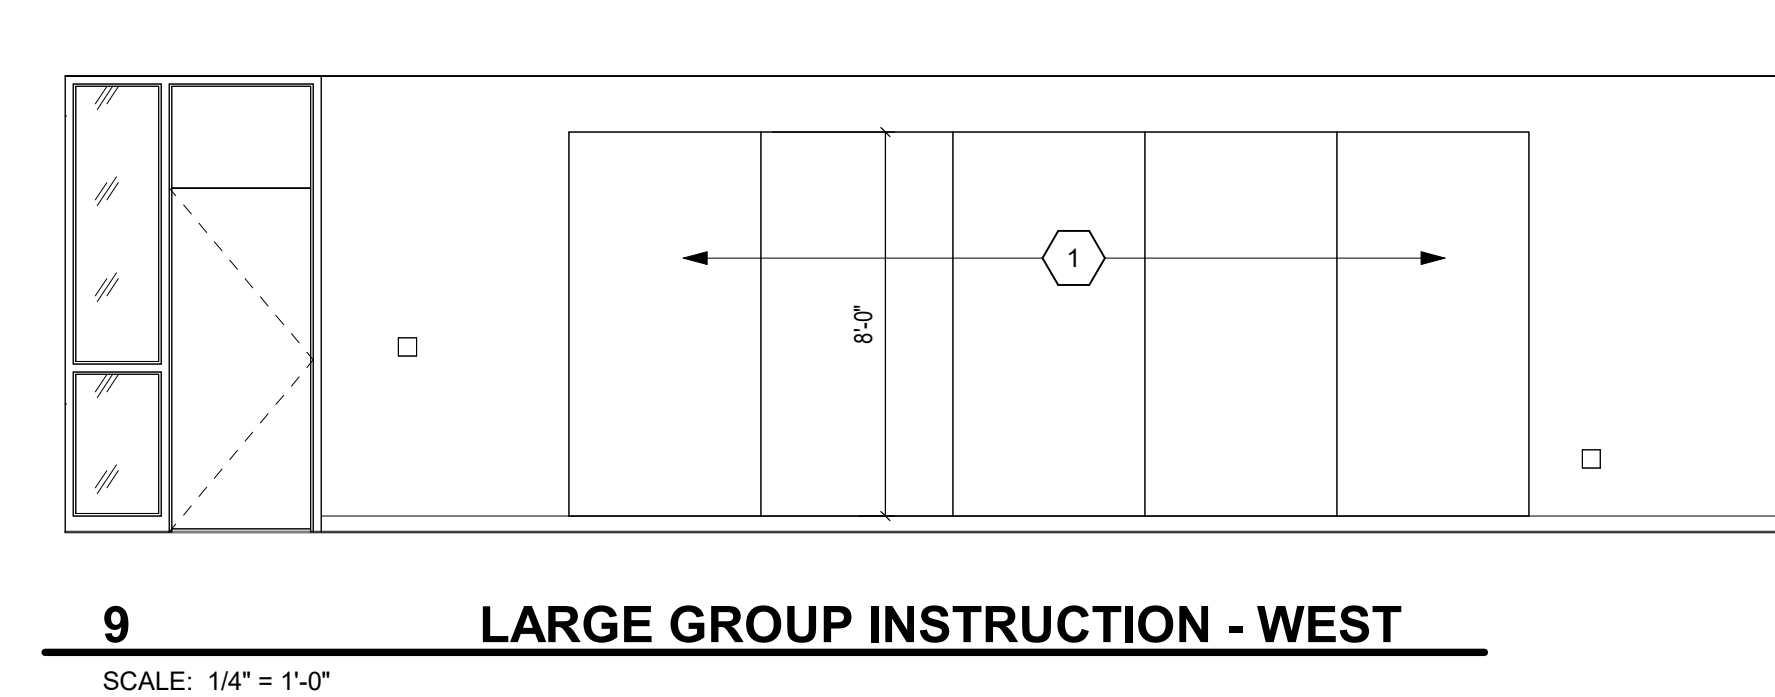 1
8'-0"
9 LARGE GROUP INSTRUCTION - WEST
SCALE: 1/4" = 1'-0"